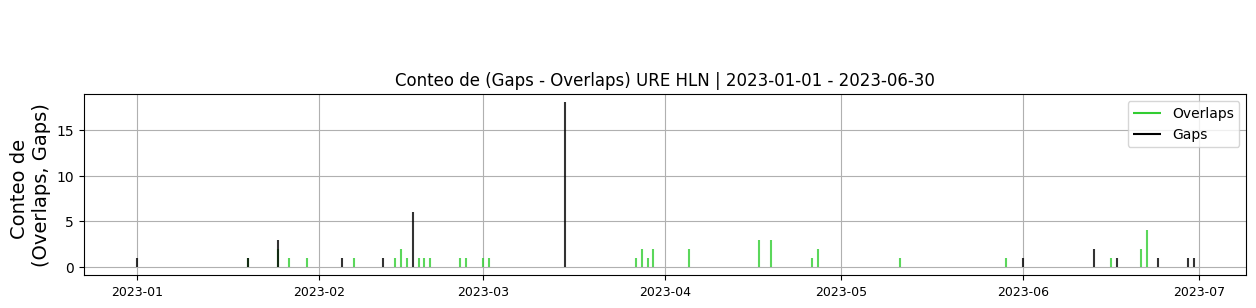 Conteo de (Gaps - Overlaps) URE HLN | 2023-01-01 - 2023-06-30
Conteo de
(Overlaps, Gaps)
15
10
5
0
Overlaps
Gaps
2023-01
2023-02
2023-03
2023-04
2023-05
2023-06
2023-07